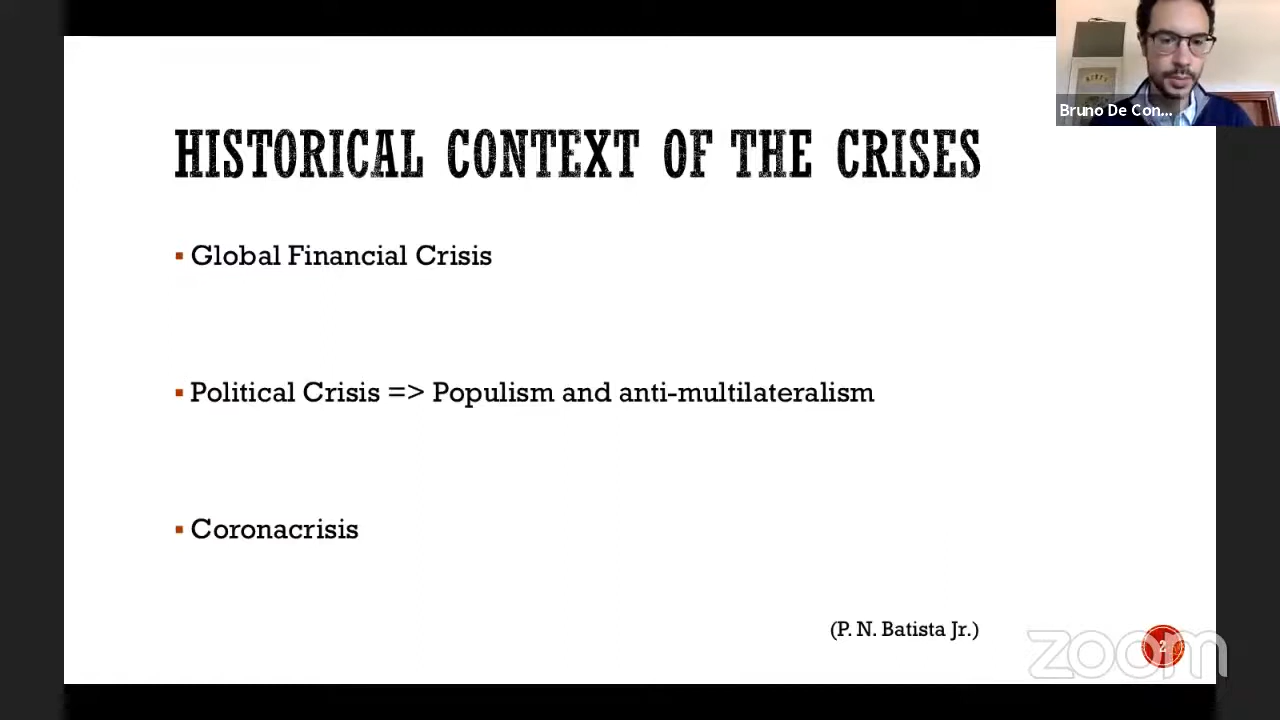 Bruno De Con...
HISTORICAL CONTEXT OF THE CRISES
▪ Global Financial Crisis
▪ Political Crisis => Populism and anti-multilateralism
▪ Coronacrisis
(P. N. Batista Jr.)
2
zoom